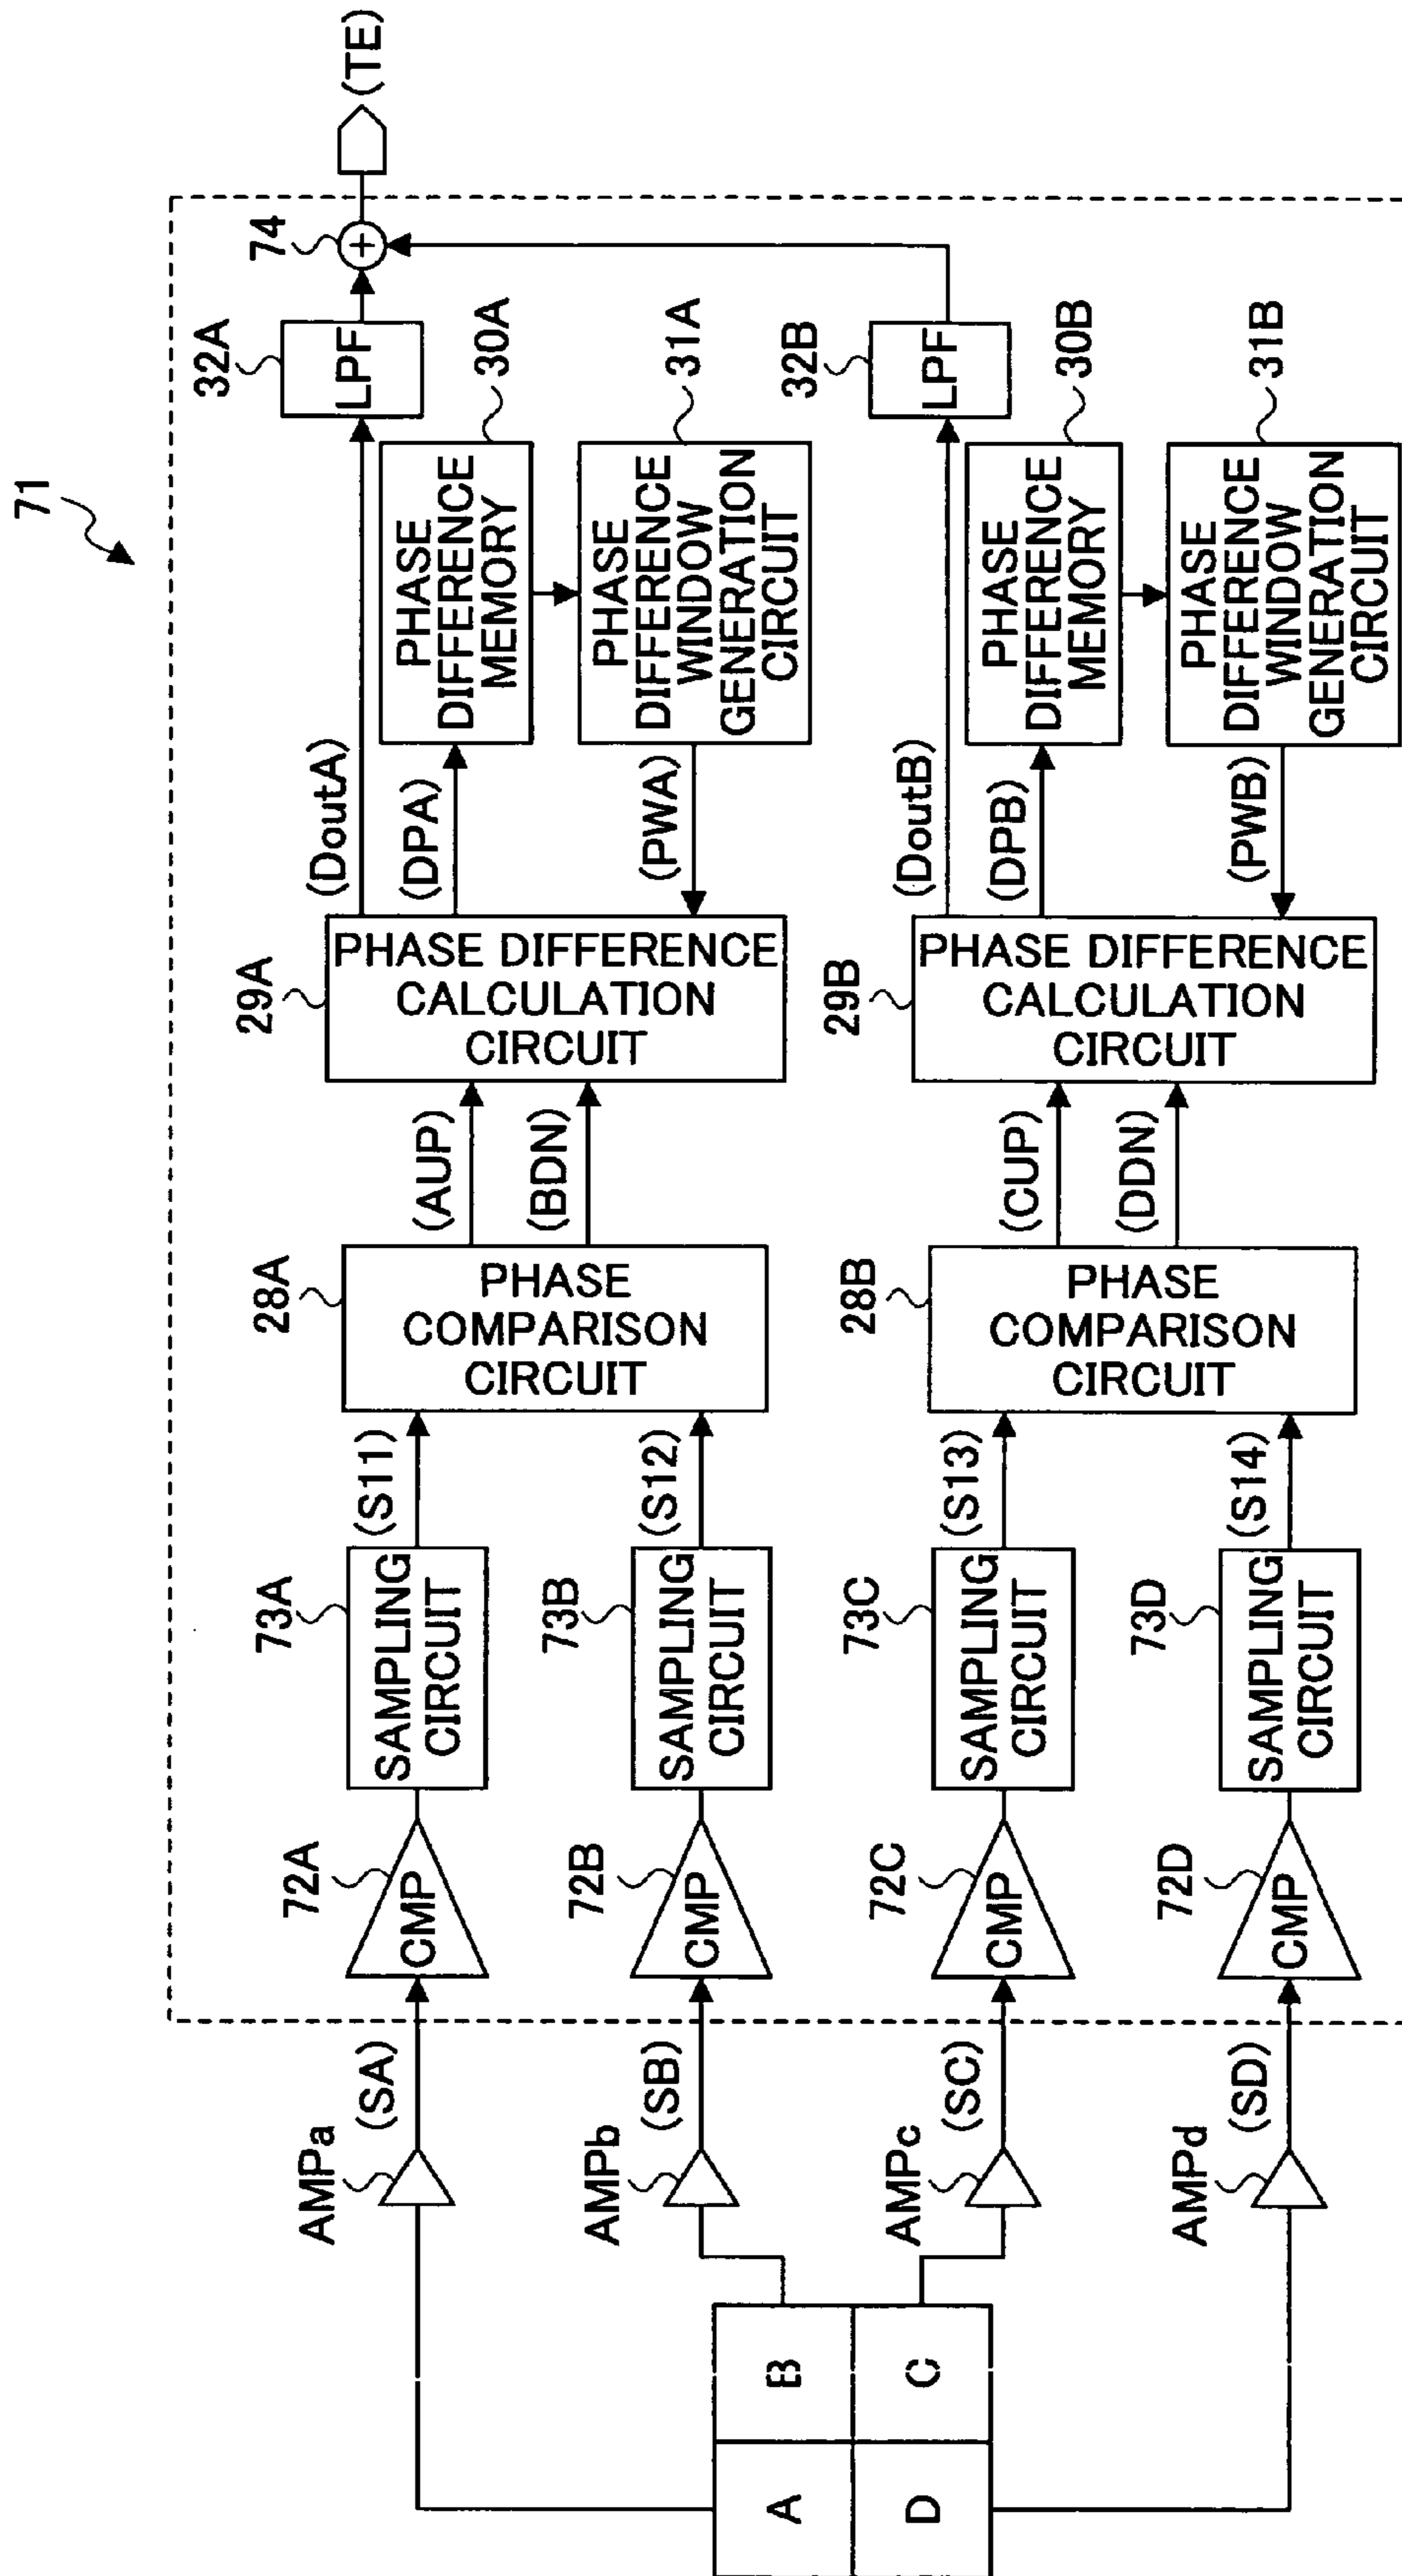 71
A
B
D
C
AMPa
(SA)
AMPb
(SB)
AMPc
(SC)
AMPd
(SD)
72A
CMP
72B
CMP
72C
CMP
72D
CMP
73A
SAMPLING
CIRCUIT
73B
SAMPLING
CIRCUIT
73C
SAMPLING
CIRCUIT
73D
SAMPLING
CIRCUIT
(S11)
(S12)
(S13)
(S14)
28A
PHASE
COMPARISON
CIRCUIT
28B
PHASE
COMPARISON
CIRCUIT
(AUP)
(BDN)
(CUP)
(DDN)
29A
PHASE DIFFERENCE
CALCULATION
CIRCUIT
29B
PHASE DIFFERENCE
CALCULATION
CIRCUIT
(DoutA)
(DPA)
(PWA)
(DoutB)
(DPB)
(PWB)
32A
LPF
30A
PHASE
DIFFERENCE
MEMORY
31A
PHASE
DIFFERENCE
WINDOW
GENERATION
CIRCUIT
32B
LPF
30B
PHASE
DIFFERENCE
MEMORY
31B
PHASE
DIFFERENCE
WINDOW
GENERATION
CIRCUIT
74
+
(TE)